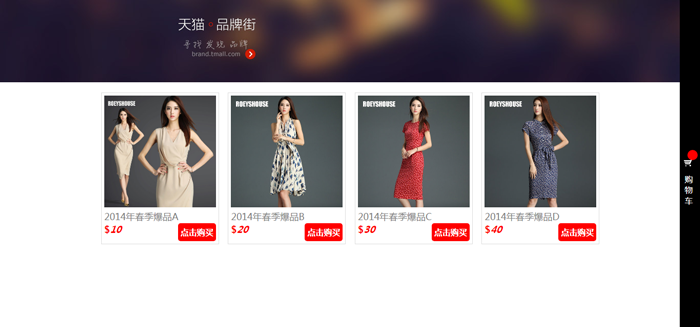 天猫 品牌街
寻找 发现 品牌
brand.tmall.com
ROEYSHOUSE
ROEYSHOUSE
ROEYSHOUSE
ROEYSHOUSE
2014年春季爆品A
2014年春季爆品B
2014年春季爆品C
2014年春季爆品D
$10 点击购买
$20 点击购买
$30 点击购买
$40 点击购买
购物车